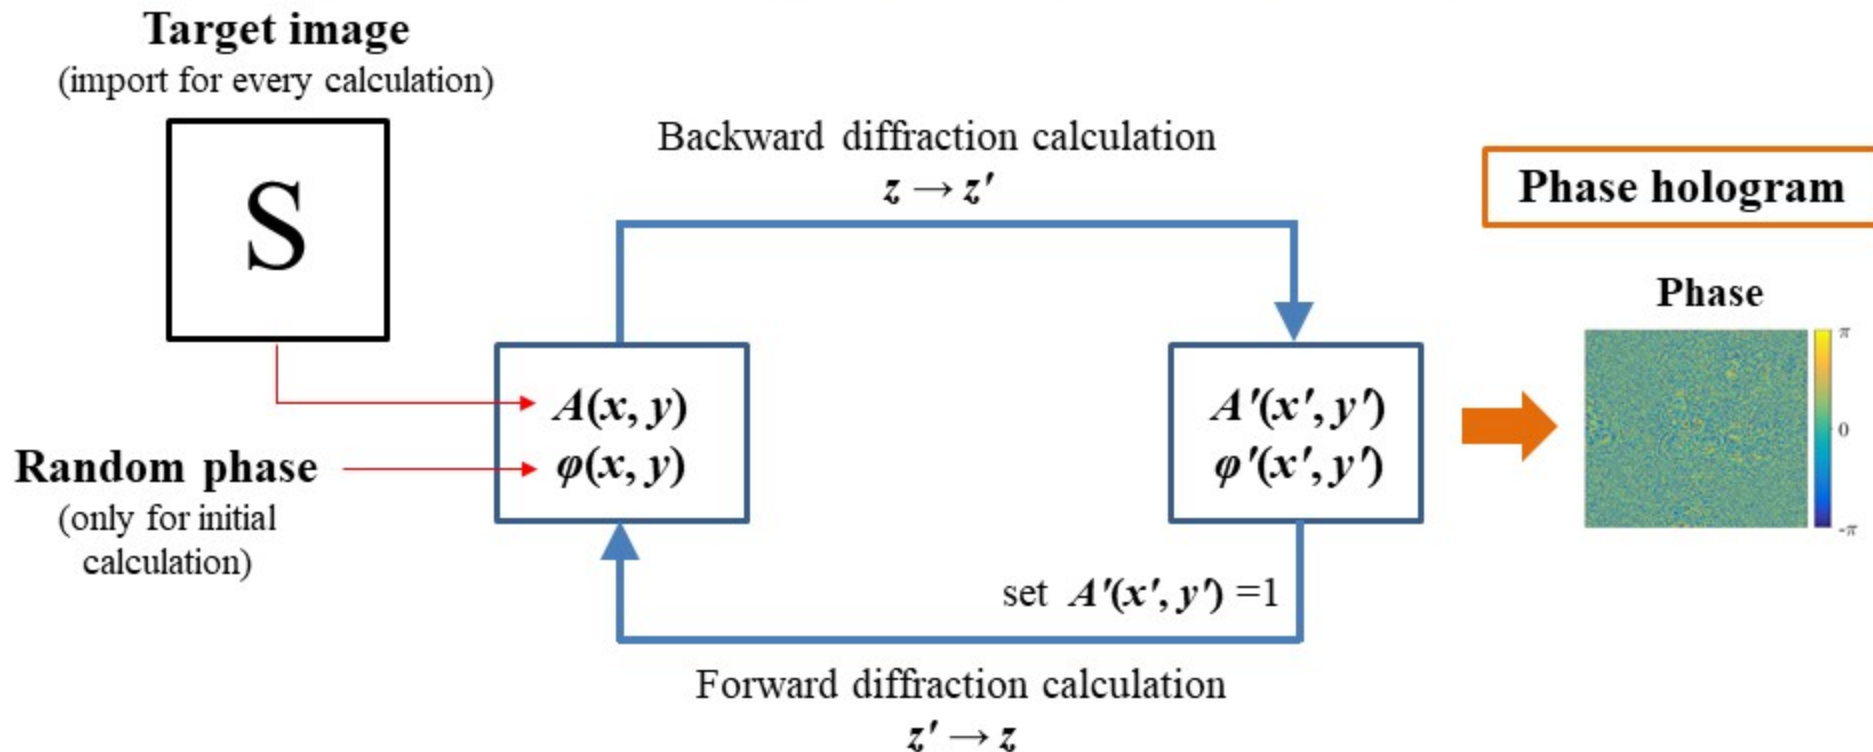 Target image
(import for every calculation)
S
Backward diffraction calculation
z → z′
Phase hologram
Phase
π
0
-π
A(x, y)
φ(x, y)
A′(x′, y′)
φ′(x′, y′)
Random phase
(only for initial
calculation)
set A′(x′, y′) =1
Forward diffraction calculation
z′ → z